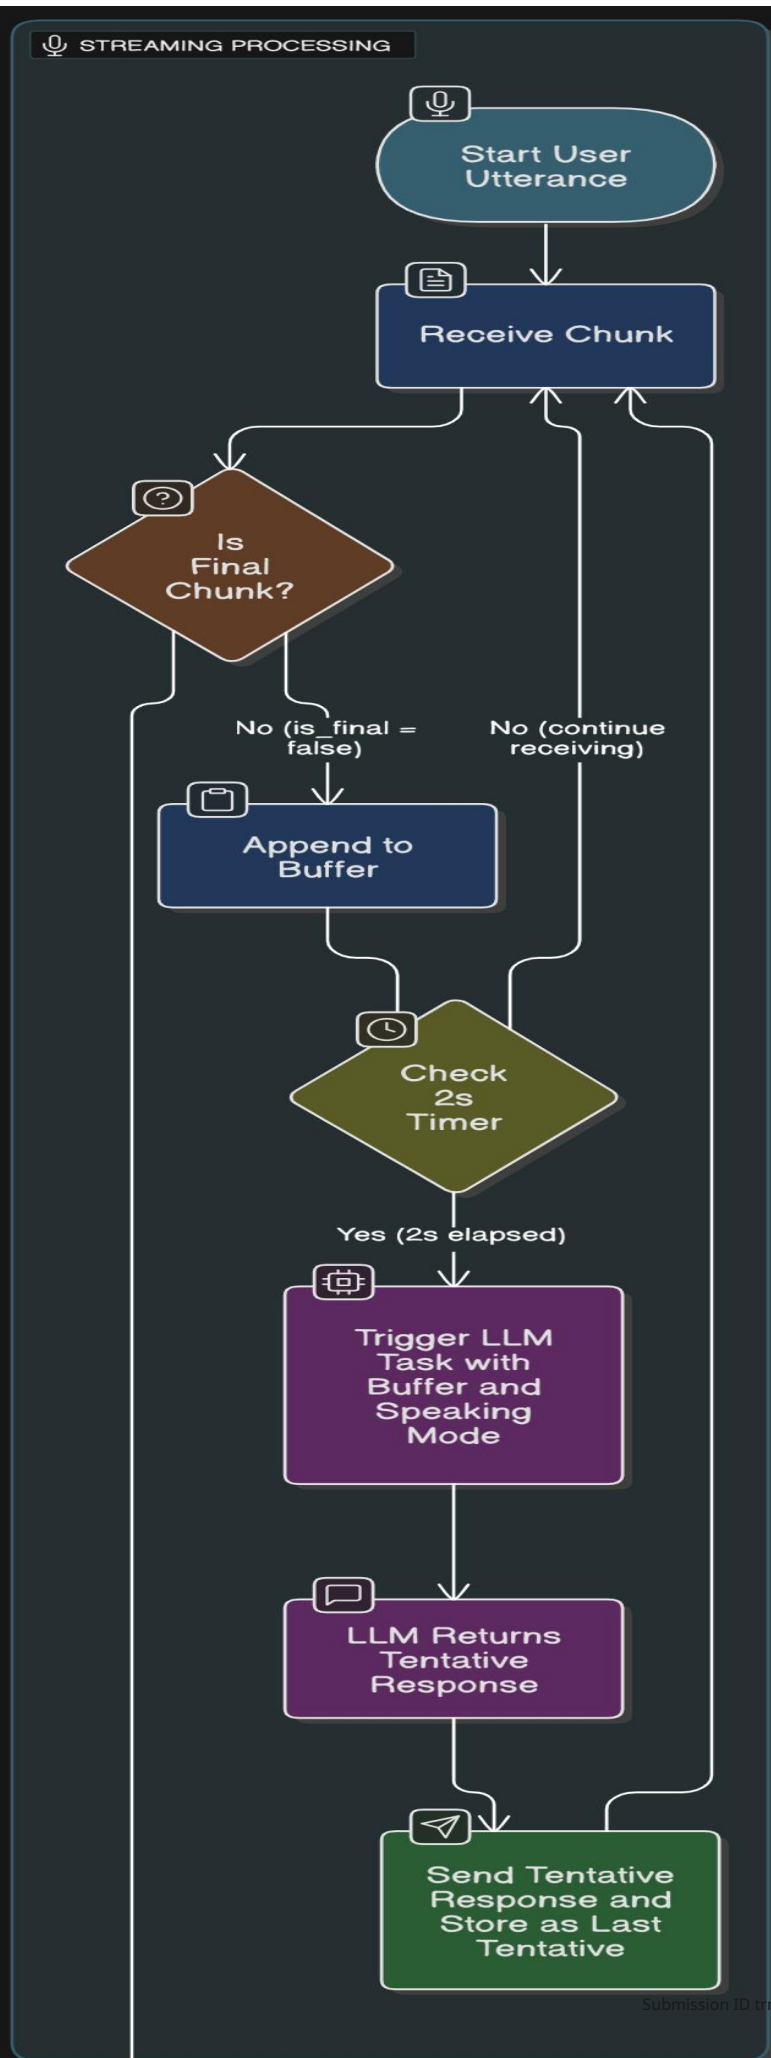 STREAMING PROCESSING
Start User
Utterance
Receive Chunk
Is
Final
Chunk?
No (is_final =
false)
No (continue
receiving)
Append to
Buffer
Check
2s
Timer
Yes (2s elapsed)
Trigger LLM
Task with
Buffer and
Speaking
Mode
LLM Returns
Tentative
Response
Send Tentative
Response and
Store as Last
Tentative
Submission ID